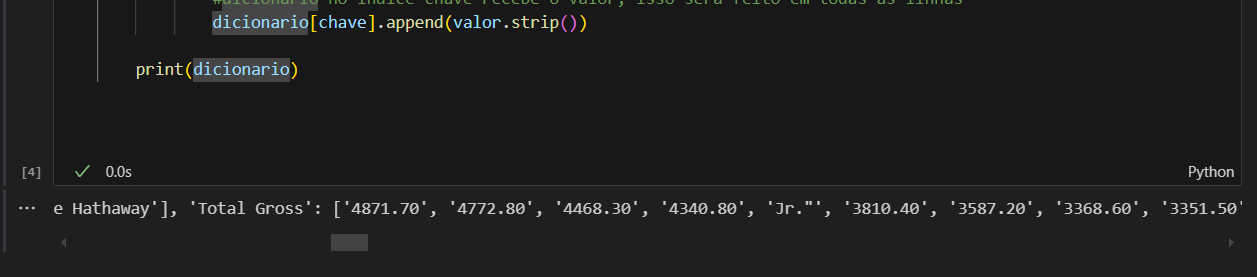 #dicionario no indice chave recebe o valor, isso será feito em todas as linhas
dicionario[chave].append(valor.strip())
print(dicionario)
[4]
0.0s
Python
... e Hathaway'], 'Total Gross': ['4871.70', '4772.80', '4468.30', '4340.80', 'Jr."', '3810.40', '3587.20', '3368.60', '3351.50'